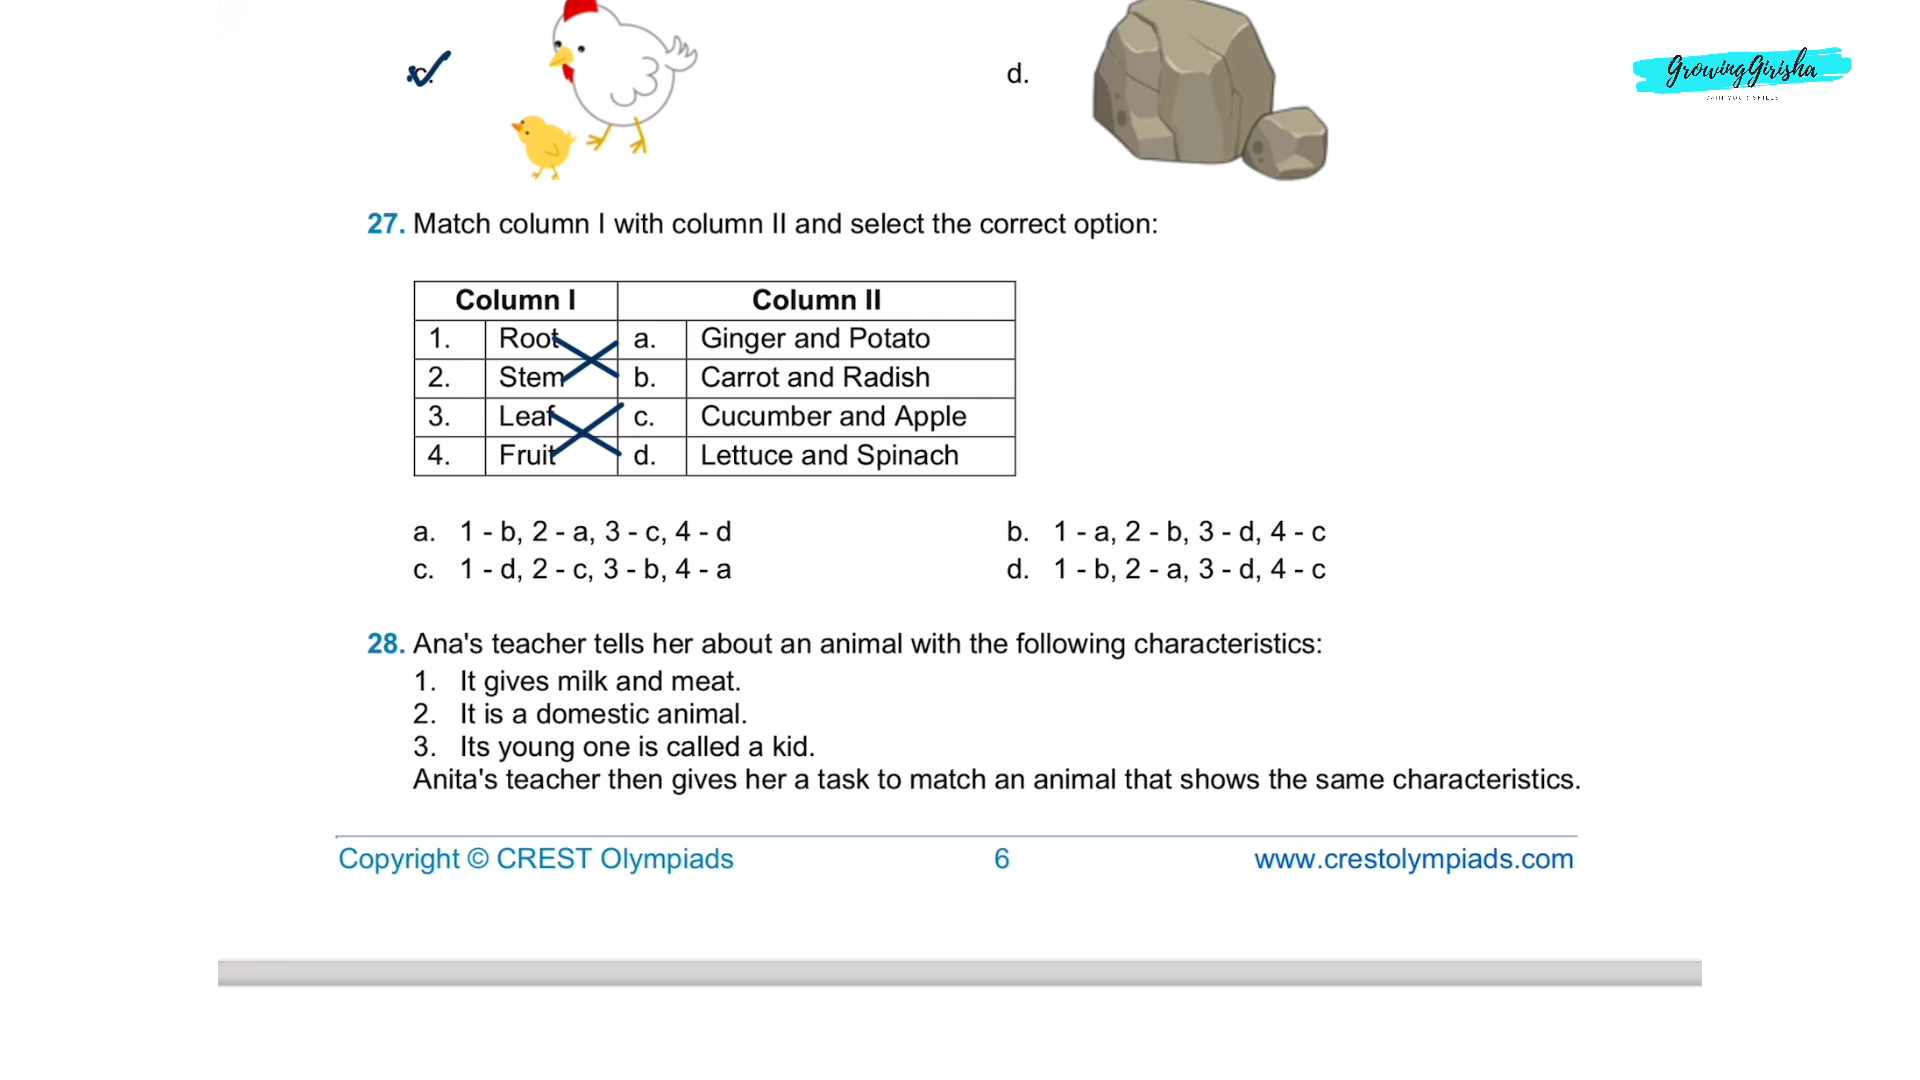 c.
d.
GrowingGirisha
27. Match column I with column II and select the correct option:
Column I Column II
1. Root a. Ginger and Potato
2. Stem b. Carrot and Radish
3. Leaf c. Cucumber and Apple
4. Fruit d. Lettuce and Spinach
a. 1 - b, 2 - a, 3 - c, 4 - d b. 1 - a, 2 - b, 3 - d, 4 - c
c. 1 - d, 2 - c, 3 - b, 4 - a d. 1 - b, 2 - a, 3 - d, 4 - c
28. Ana's teacher tells her about an animal with the following characteristics:
1. It gives milk and meat.
2. It is a domestic animal.
3. Its young one is called a kid.
Anita's teacher then gives her a task to match an animal that shows the same characteristics.
Copyright © CREST Olympiads 6 www.crestolympiads.com